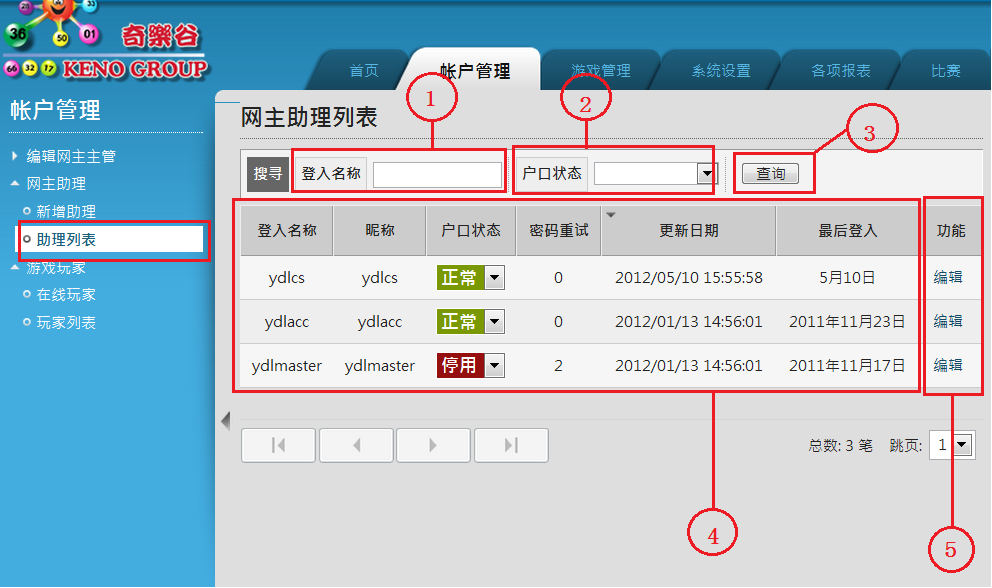 23 33
36 50 01
奇樂谷
66 32 17 KENO GROUP
首页 帐户管理 游戏管理 系统设置 各项报表 比赛
帐户管理
编辑网主主管
网主助理
新增助理
助理列表
游戏玩家
在线玩家
玩家列表
网主助理列表
1 2 3
搜寻 登入名称 户口状态 查询
登入名称 昵称 户口状态 密码重试 更新日期 最后登入 功能
ydlcs ydlcs 正常 0 2012/05/10 15:55:58 5月10日 编辑
ydlacc ydlacc 正常 0 2012/01/13 14:56:01 2011年11月23日 编辑
ydlmaster ydlmaster 停用 2 2012/01/13 14:56:01 2011年11月17日 编辑
总数: 3 笔 跳页: 1
4 5